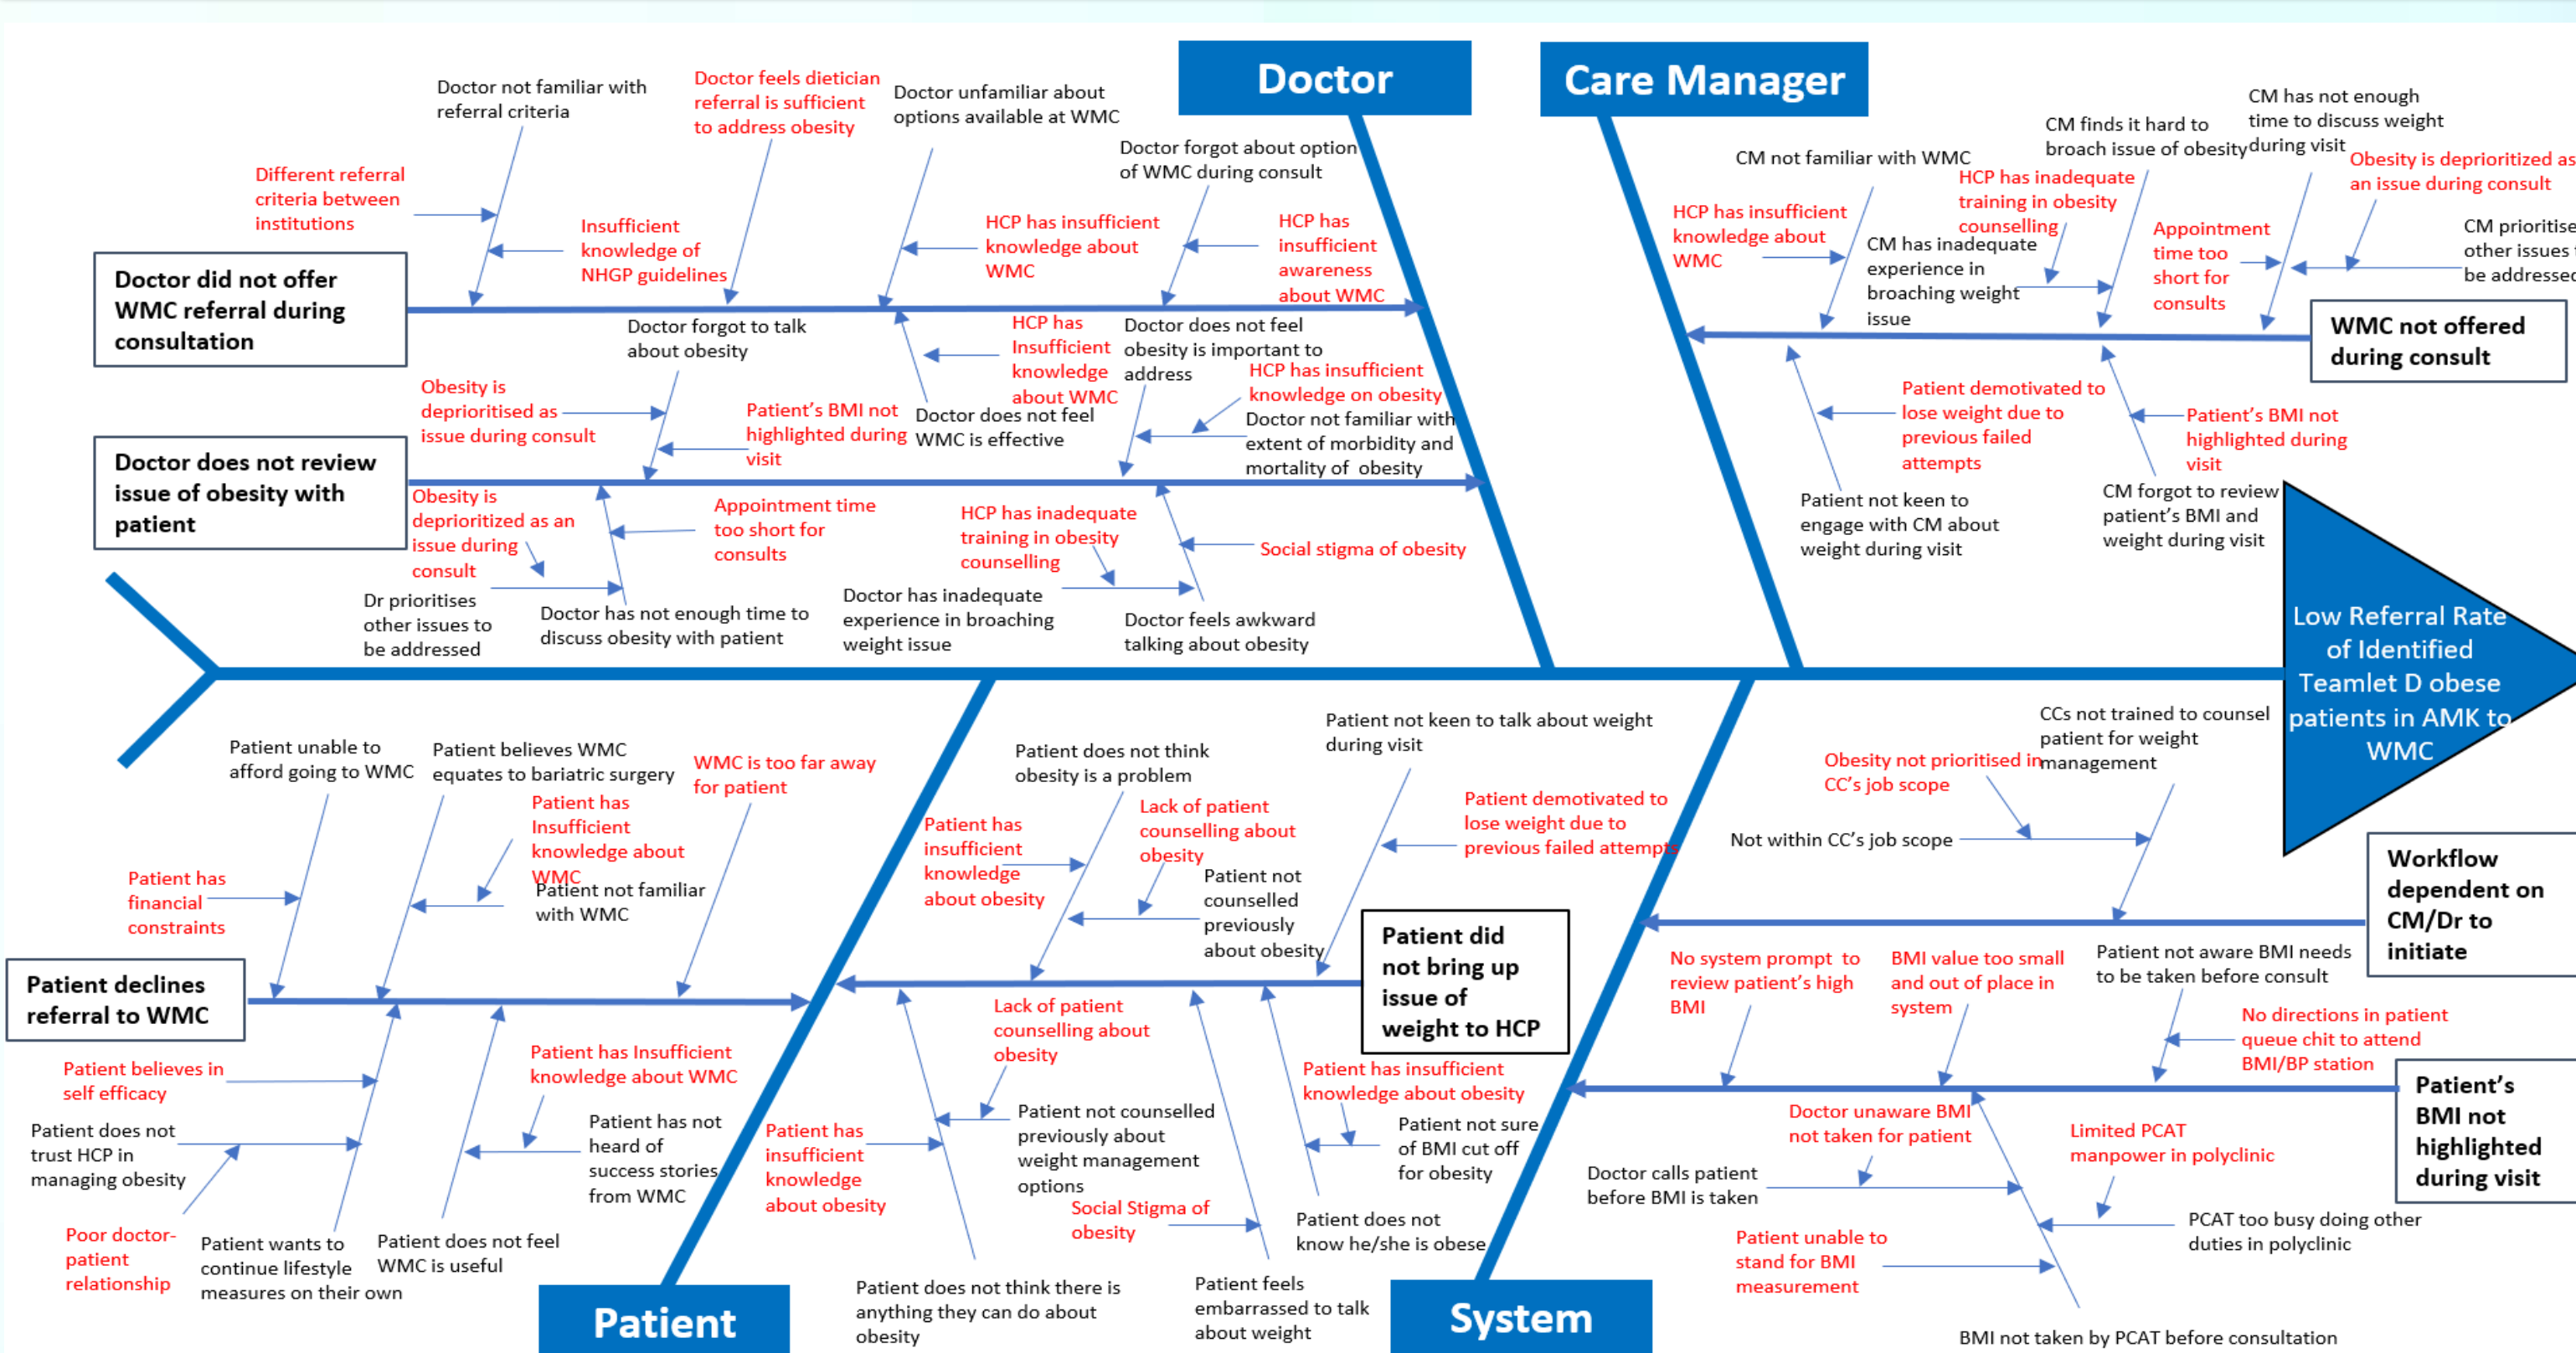 Doctor
Care Manager
Doctor not familiar with
referral criteria
Doctor feels dietician
referral is sufficient
to address obesity
Doctor unfamiliar about
options available at WMC
Doctor forgot about option
of WMC during consult
Different referral
criteria between
institutions
Insufficient
knowledge of
NHGP guidelines
HCP has insufficient
knowledge about
WMC
HCP has
insufficient
awareness
about WMC
Doctor did not offer
WMC referral during
consultation
Doctor forgot to talk
about obesity
HCP has
Insufficient
knowledge
about WMC
Doctor does not feel
obesity is important to
address
HCP has insufficient
knowledge on obesity
Obesity is
deprioritised as
issue during consult
Patient's BMI not
highlighted during
visit
Doctor does not feel
WMC is effective
Doctor not familiar with
extent of morbidity and
mortality of obesity
Doctor does not review
issue of obesity with
patient
Obesity is
deprioritized as an
issue during
consult
Appointment time
too short for
consults
HCP has inadequate
training in obesity
counselling
Social stigma of obesity
Dr prioritises
other issues to
be addressed
Doctor has not enough time to
discuss obesity with patient
Doctor has inadequate
experience in broaching
weight issue
Doctor feels awkward
talking about obesity
CM not familiar with WMC
CM finds it hard to
broach issue of obesity
CM has not enough
time to discuss weight
during visit
Obesity is deprioritized as
an issue during consult
HCP has insufficient
knowledge about
WMC
HCP has inadequate
training in obesity
counselling
CM has inadequate
experience in
broaching weight
issue
Appointment
time too
short for
consults
CM prioritise
other issues
be addressed
WMC not offered
during consult
Patient demotivated to
lose weight due to
previous failed
attempts
Patient's BMI not
highlighted during
visit
Patient not keen to
engage with CM about
weight during visit
CM forgot to review
patient's BMI and
weight during visit
Low Referral Rate
of Identified
Teamlet D obese
patients in AMK to
WMC
Patient unable to
afford going to WMC
Patient believes WMC
equates to bariatric surgery
WMC is too far away
for patient
Patient has
Insufficient
knowledge about
WMC
Patient has
financial
constraints
Patient not familiar
with WMC
Patient declines
referral to WMC
Patient believes in
self efficacy
Patient has Insufficient
knowledge about WMC
Patient does not
trust HCP in
managing obesity
Patient has not
heard of
success stories
from WMC
Poor doctor-
patient
relationship
Patient wants to
continue lifestyle
measures on their own
Patient does not feel
WMC is useful
Patient
Patient does not think
obesity is a problem
Patient not keen to talk about weight
during visit
Patient has
insufficient
knowledge
about obesity
Lack of patient
counselling about
obesity
Patient demotivated to
lose weight due to
previous failed attempts
Patient not
counselled
previously
about obesity
Patient did
not bring up
issue of
weight to HCP
Lack of patient
counselling about
obesity
Patient has insufficient
knowledge about obesity
Patient has
insufficient
knowledge
about obesity
Patient not counselled
previously about
weight management
options
Patient not sure
of BMI cut off
for obesity
Social Stigma of
obesity
Patient does not
know he/she is obese
Patient does not think there is
anything they can do about
obesity
Patient feels
embarrassed to talk
about weight
System
CCs not trained to counsel
patient for weight
management
Obesity not prioritised in
CC's job scope
Not within CC's job scope
Workflow
dependent on
CM/Dr to
initiate
No system prompt to
review patient's high
BMI
BMI value too small
and out of place in
system
Patient not aware BMI needs
to be taken before consult
No directions in patient
queue chit to attend
BMI/BP station
Patient's
BMI not
highlighted
during visit
Doctor unaware BMI
not taken for patient
Limited PCAT
manpower in polyclinic
Doctor calls patient
before BMI is taken
PCAT too busy doing other
duties in polyclinic
Patient unable to
stand for BMI
measurement
BMI not taken by PCAT before consultation